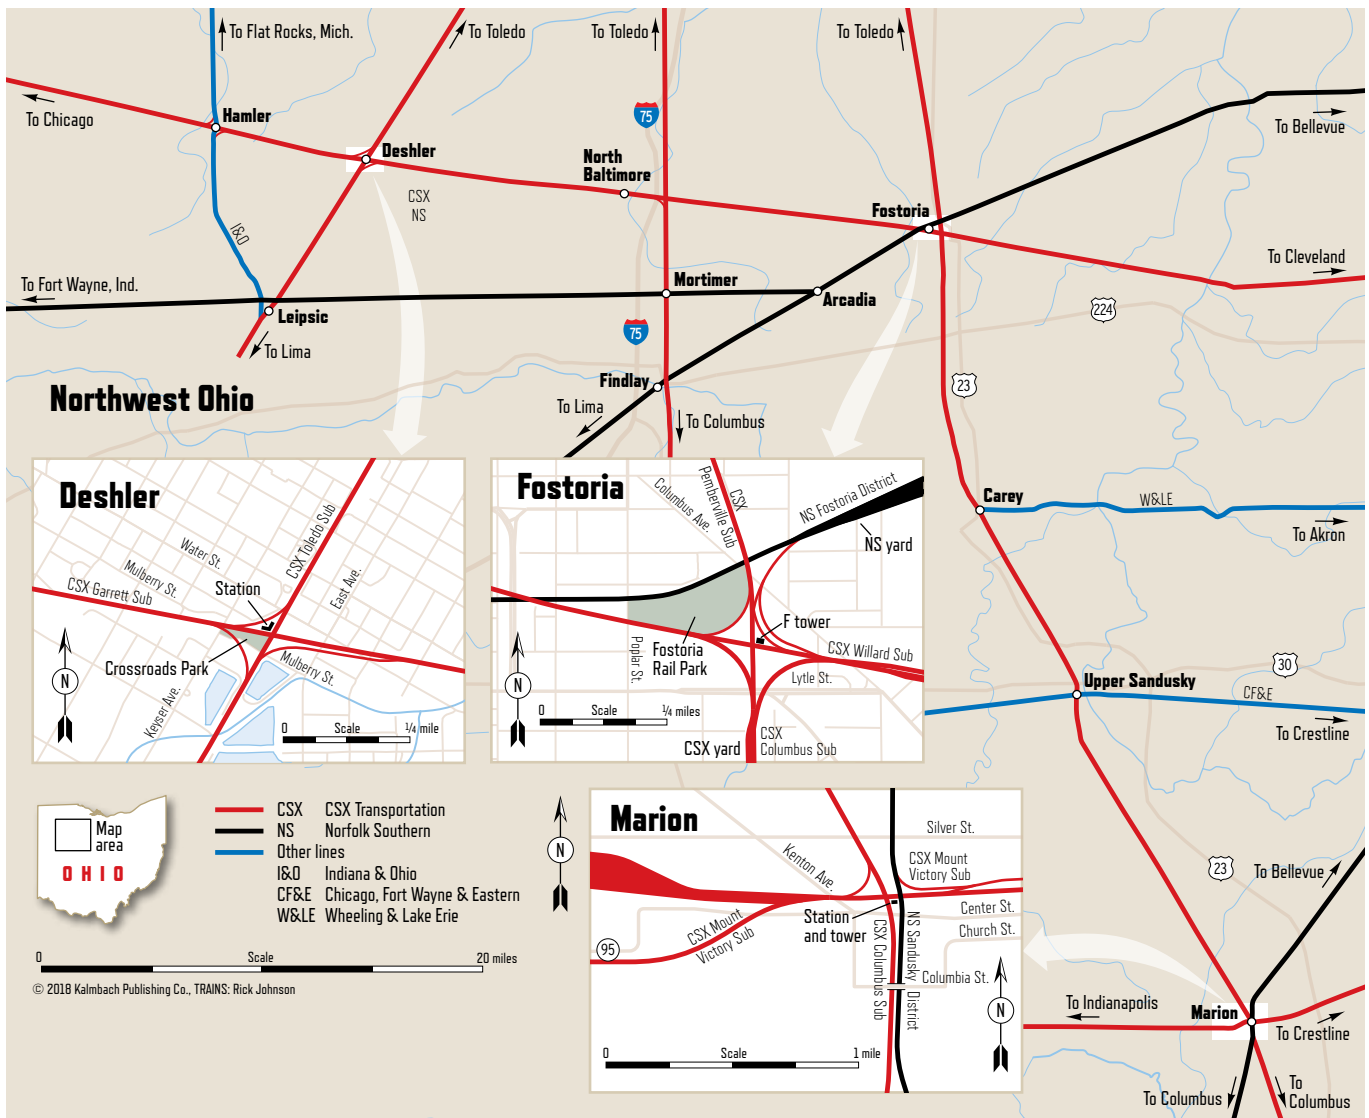 To Flat Rocks, Mich.
To Toledo
To Toledo
To Toledo
To Chicago
Hamler
Deshler
75
North
Baltimore
To Bellevue
CSX
NS
I&O
Fostoria
To Cleveland
To Fort Wayne, Ind.
Mortimer
Arcadia
Leipsic
75
224
To Lima
Northwest Ohio
Findlay
23
To Lima
To Columbus
Carey
W&LE
To Akron
Upper Sandusky
30
CF&E
To Crestline
23
To Bellevue
Marion
To Indianapolis
To Crestline
To Columbus
To
Columbus
Deshler
Water St.
Mulberry St.
CSX Garrett Sub
Station
CSX Toledo Sub
East Ave.
Crossroads Park
Mulberry St.
Keyser Ave.
N
0 Scale 1/4 mile
Fostoria
Columbus Ave.
CSX
Pemberville Sub
NS Fostoria District
NS yard
F tower
Fostoria
Rail Park
Poplar St.
CSX Willard Sub
Lytle St.
N
0 Scale 1/4 miles
CSX yard
CSX
Columbus Sub
Marion
Silver St.
Kenton Ave.
CSX Mount
Victory Sub
Station
and tower
Center St.
Church St.
CSX Mount
Victory Sub
95
CSX Columbus Sub
NS Sandusky District
Columbia St.
N
0 Scale 1 mile
Map
area
OHIO
CSX CSX Transportation
NS Norfolk Southern
Other lines
I&O Indiana & Ohio
CF&E Chicago, Fort Wayne & Eastern
W&LE Wheeling & Lake Erie
N
0 Scale 20 miles
© 2018 Kalmbach Publishing Co., TRAINS: Rick Johnson